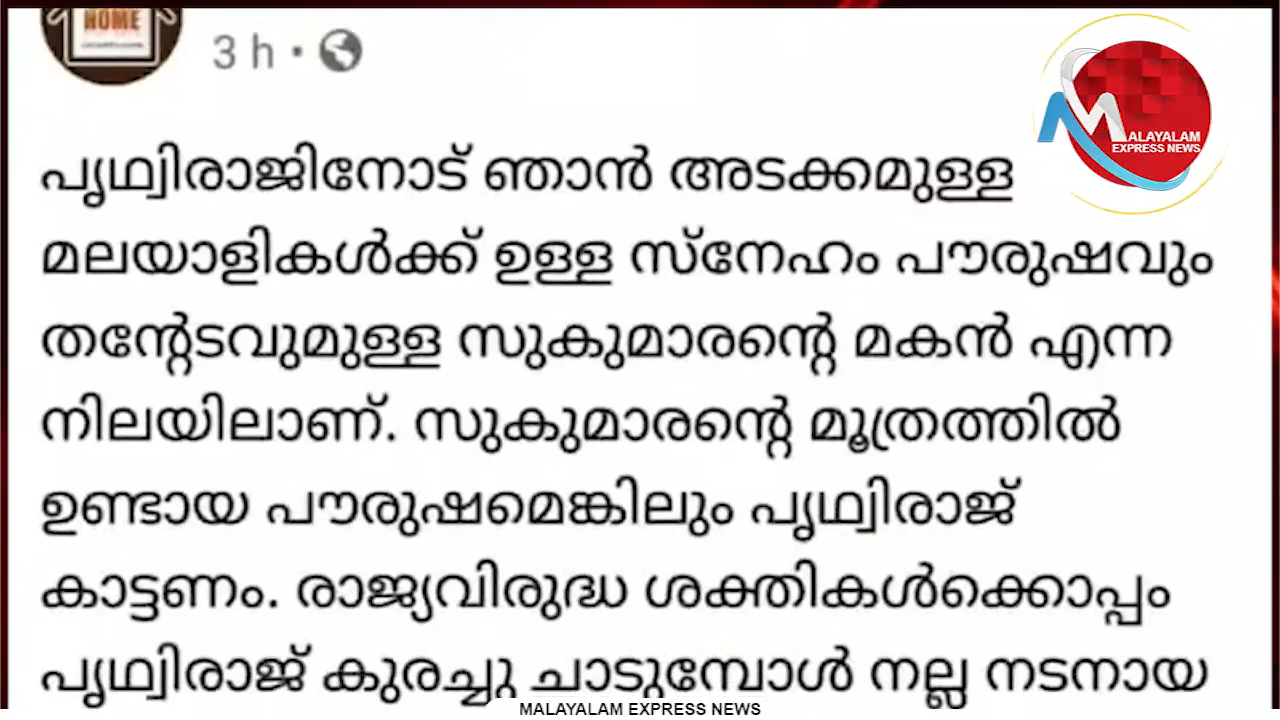 HOME
3 h
പൃഥ്വിരാജിനോട് ഞാൻ അടക്കമുള്ള
മലയാളികൾക്ക് ഉള്ള സ്നേഹം പൗരുഷവും
തന്റേടവുമുള്ള സുകുമാരന്റെ മകൻ എന്ന
നിലയിലാണ്. സുകുമാരന്റെ മൂത്രത്തിൽ
ഉണ്ടായ പൗരുഷമെങ്കിലും പൃഥ്വിരാജ്
കാട്ടണം. രാജ്യവിരുദ്ധ ശക്തികൾക്കൊപ്പം
പൃഥ്വിരാജ് കുരച്ചു ചാടുമ്പോൾ നല്ല നടനായ
MALAYALAM
EXPRESS NEWS
MALAYALAM EXPRESS NEWS